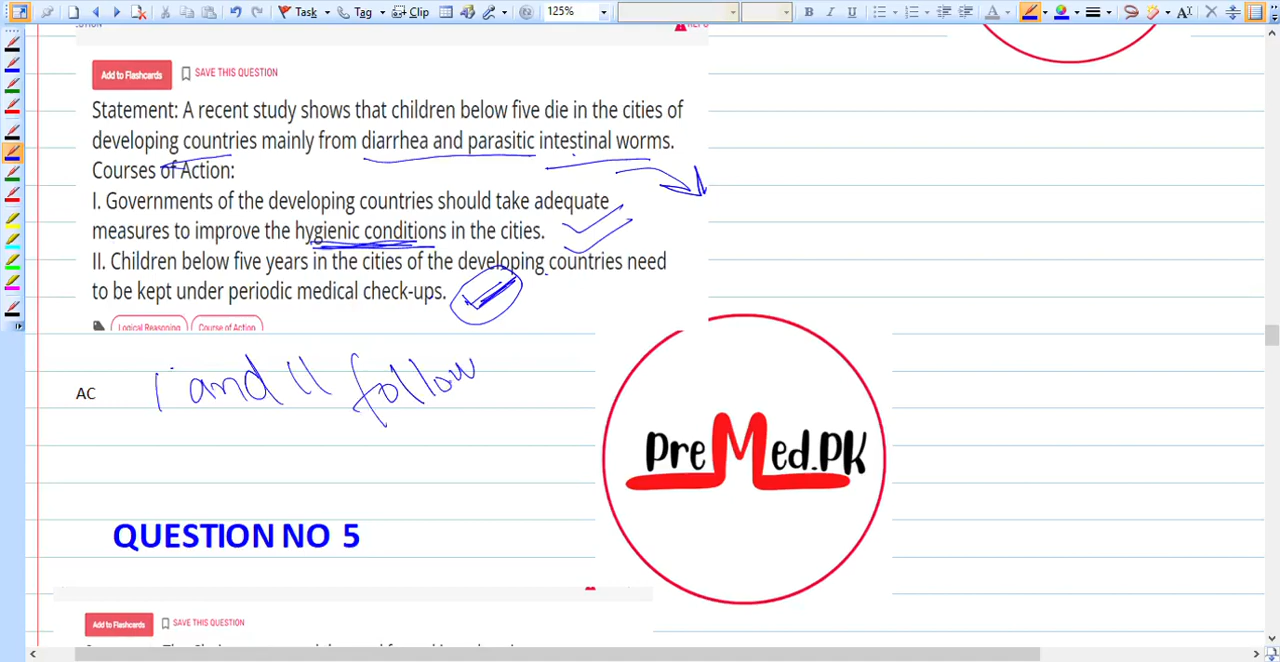 Task
Tag
Clip
125%
B I U
Add to Flashcards
SAVE THIS QUESTION
Statement: A recent study shows that children below five die in the cities of
developing countries mainly from diarrhea and parasitic intestinal worms.
Courses of Action:
I. Governments of the developing countries should take adequate
measures to improve the hygienic conditions in the cities.
II. Children below five years in the cities of the developing countries need
to be kept under periodic medical check-ups.
Logical Reasoning
Course of Action
AC
I and II follow
PreMed.PK
QUESTION NO 5
Add to Flashcards
SAVE THIS QUESTION